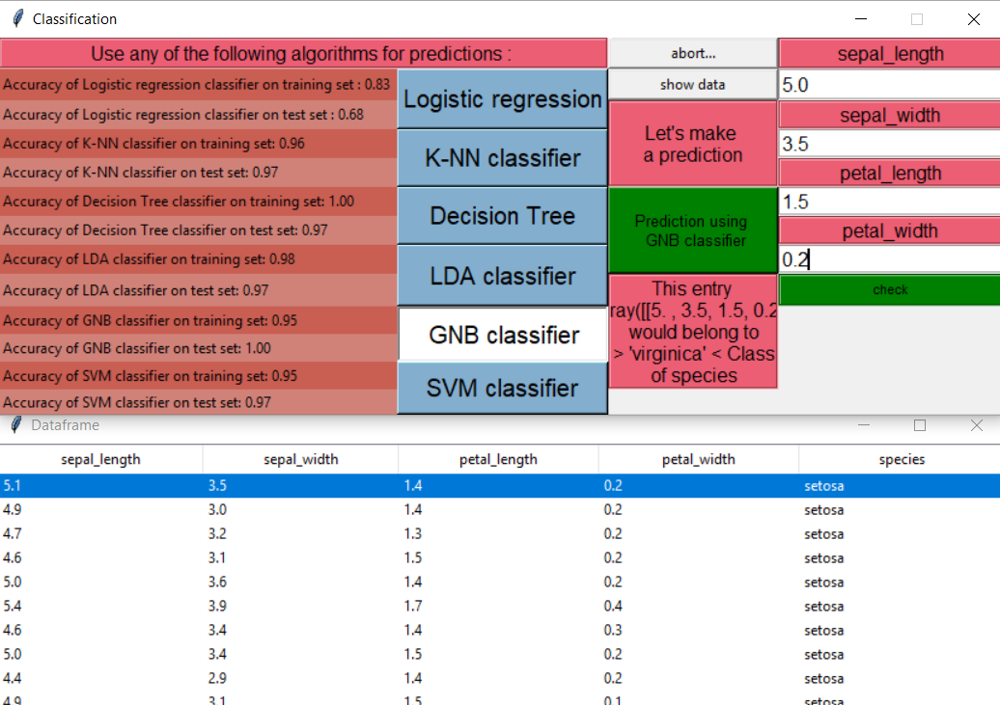 Classification
Use any of the following algorithms for predictions :
Accuracy of Logistic regression classifier on training set : 0.83
Accuracy of Logistic regression classifier on test set : 0.68
Accuracy of K-NN classifier on training set: 0.96
Accuracy of K-NN classifier on test set: 0.97
Accuracy of Decision Tree classifier on training set: 1.00
Accuracy of Decision Tree classifier on test set: 0.97
Accuracy of LDA classifier on training set: 0.98
Accuracy of LDA classifier on test set: 0.97
Accuracy of GNB classifier on training set: 0.95
Accuracy of GNB classifier on test set: 1.00
Accuracy of SVM classifier on training set: 0.95
Accuracy of SVM classifier on test set: 0.97
Logistic regression
K-NN classifier
Decision Tree
LDA classifier
GNB classifier
SVM classifier
abort...
show data
Let's make
a prediction
Prediction using
GNB classifier
This entry
ray([[5. , 3.5, 1.5, 0.2
would belong to
> 'virginica' < Class
of species
sepal_length
5.0
sepal_width
3.5
petal_length
1.5
petal_width
0.2
check
Dataframe
sepal_length sepal_width petal_length petal_width species
5.1 3.5 1.4 0.2 setosa
4.9 3.0 1.4 0.2 setosa
4.7 3.2 1.3 0.2 setosa
4.6 3.1 1.5 0.2 setosa
5.0 3.6 1.4 0.2 setosa
5.4 3.9 1.7 0.4 setosa
4.6 3.4 1.4 0.3 setosa
5.0 3.4 1.5 0.2 setosa
4.4 2.9 1.4 0.2 setosa
4.9 3.1 1.5 0.1 setosa